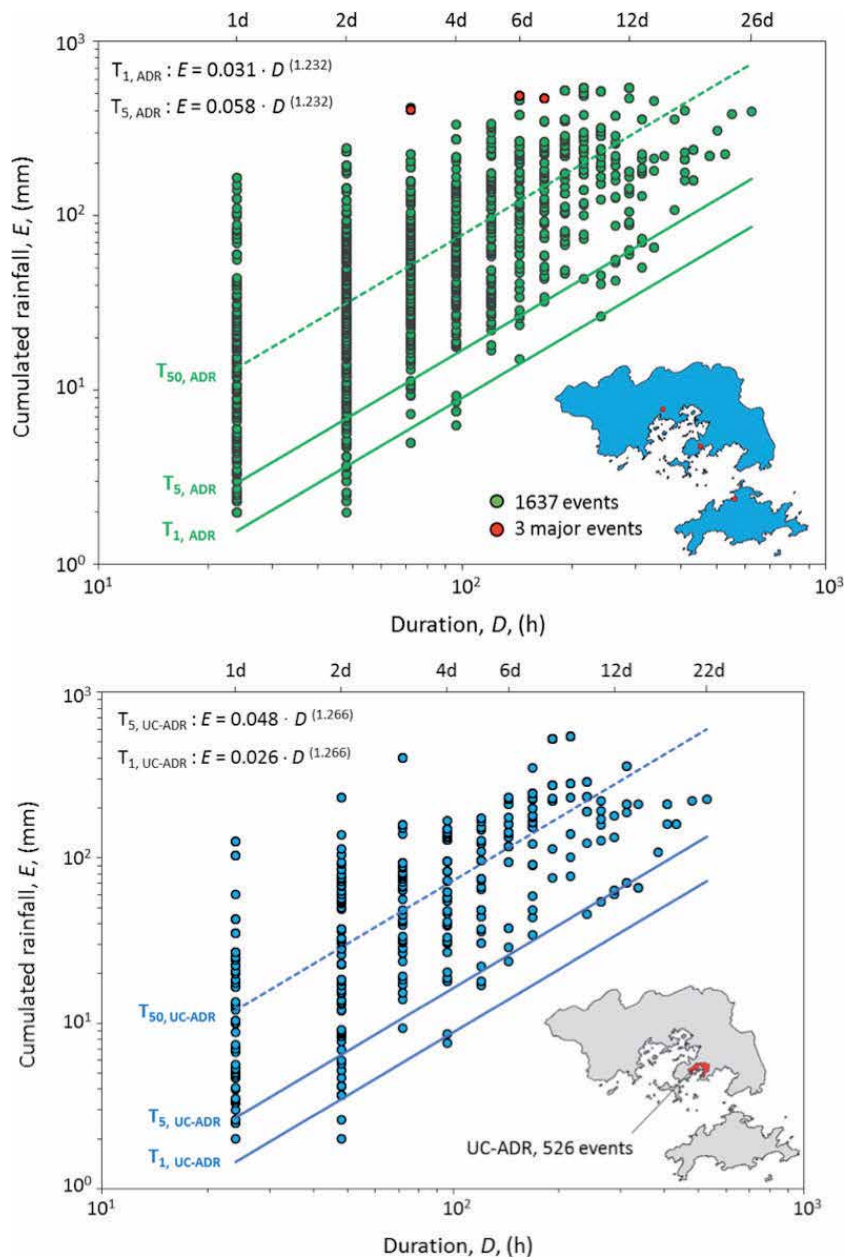 1d 2d 4d 6d 12d 26d
10³
T₁, ADR : E = 0.031 · D (1.232)
T₅, ADR : E = 0.058 · D (1.232)
Cumulated rainfall, E, (mm)
10²
T₅₀, ADR
10¹
T₅, ADR
1637 events
T₁, ADR
3 major events
10⁰
10¹ 10² 10³
Duration, D, (h)
1d 2d 4d 6d 12d 22d
10³
T₅, UC-ADR : E = 0.048 · D (1.266)
T₁, UC-ADR : E = 0.026 · D (1.266)
Cumulated rainfall, E, (mm)
10²
T₅₀, UC-ADR
10¹
T₅, UC-ADR
UC-ADR, 526 events
T₁, UC-ADR
10⁰
10¹ 10² 10³
Duration, D, (h)